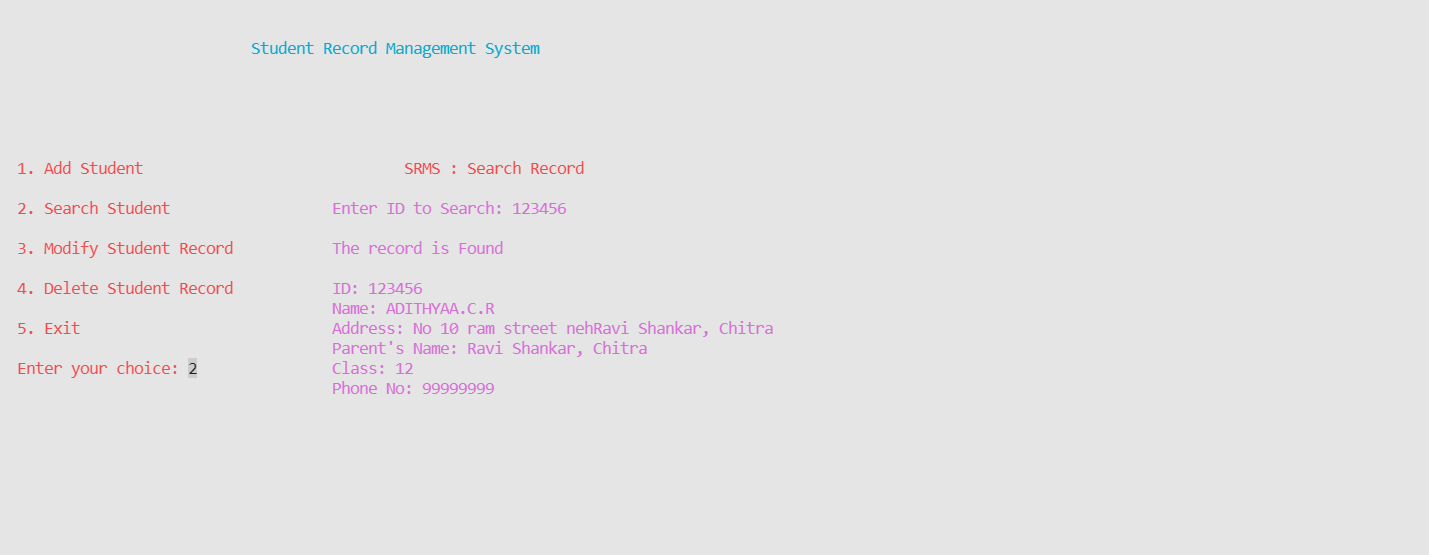 Student Record Management System
1. Add Student
2. Search Student
3. Modify Student Record
4. Delete Student Record
5. Exit
Enter your choice: 2
SRMS : Search Record
Enter ID to Search: 123456
The record is Found
ID: 123456
Name: ADITHYAA.C.R
Address: No 10 ram street nehRavi Shankar, Chitra
Parent's Name: Ravi Shankar, Chitra
Class: 12
Phone No: 99999999